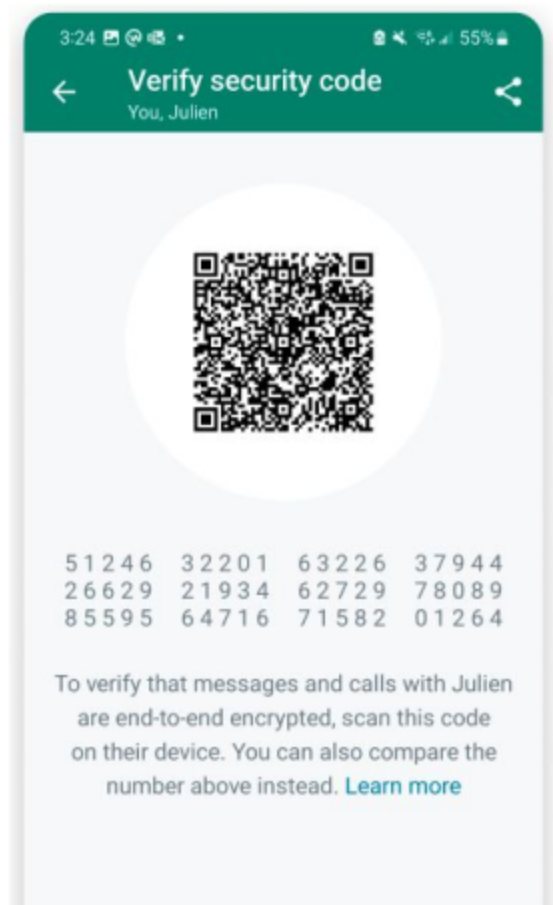 3:24 55%
Verify security code
You, Julien
51246 32201 63226 37944
26629 21934 62729 78089
85595 64716 71582 01264
To verify that messages and calls with Julien
are end-to-end encrypted, scan this code
on their device. You can also compare the
number above instead. Learn more